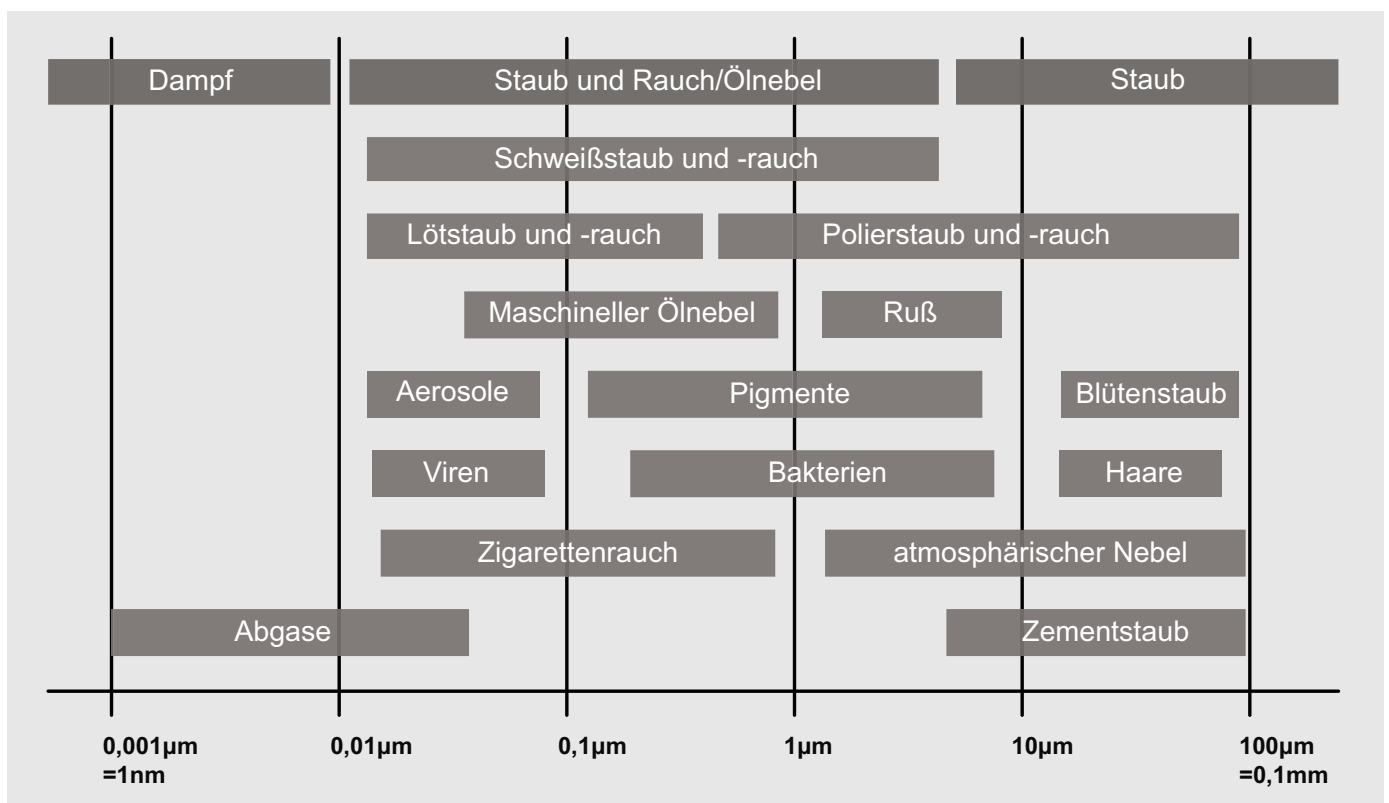 Dampf
Staub und Rauch/Ölnebel
Staub
Schweißstaub und -rauch
Lötstaub und -rauch
Polierstaub und -rauch
Maschineller Ölnebel
Ruß
Aerosole
Pigmente
Blütenstaub
Viren
Bakterien
Haare
Zigarettenrauch
atmosphärischer Nebel
Abgase
Zementstaub
0,001µm
=1nm
0,01µm
0,1µm
1µm
10µm
100µm
=0,1mm